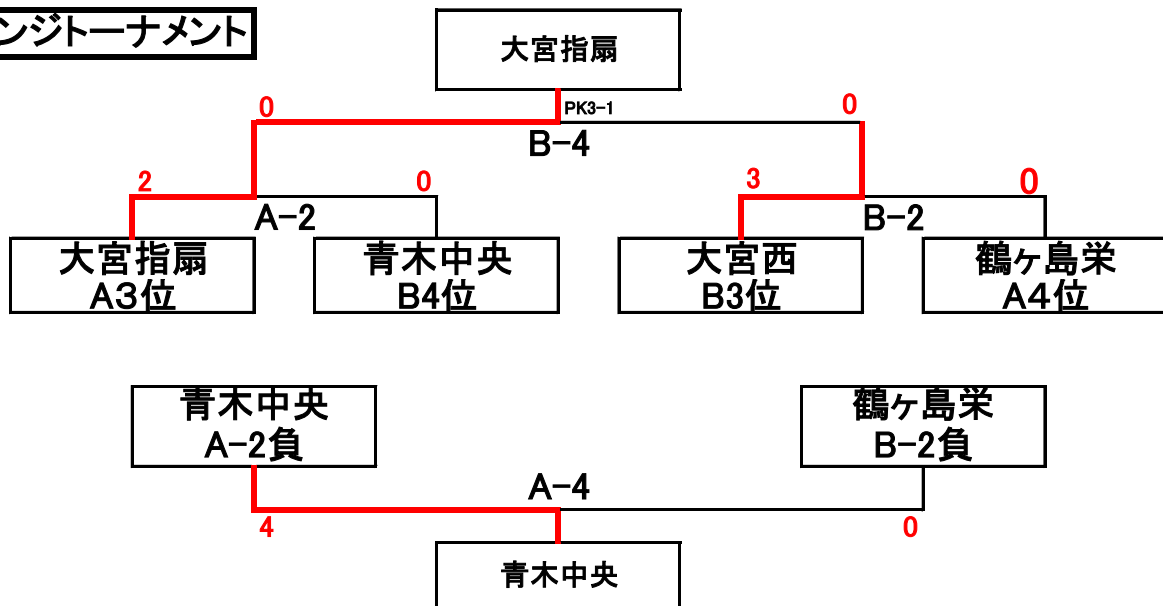 ンジトーナメント
大宮指扇
0
PK3-1
0
B-4
2
0
3
0
A-2
B-2
大宮指扇
A3位
青木中央
B4位
大宮西
B3位
鶴ヶ島栄
A4位
青木中央
A-2負
鶴ヶ島栄
B-2負
A-4
4
0
青木中央